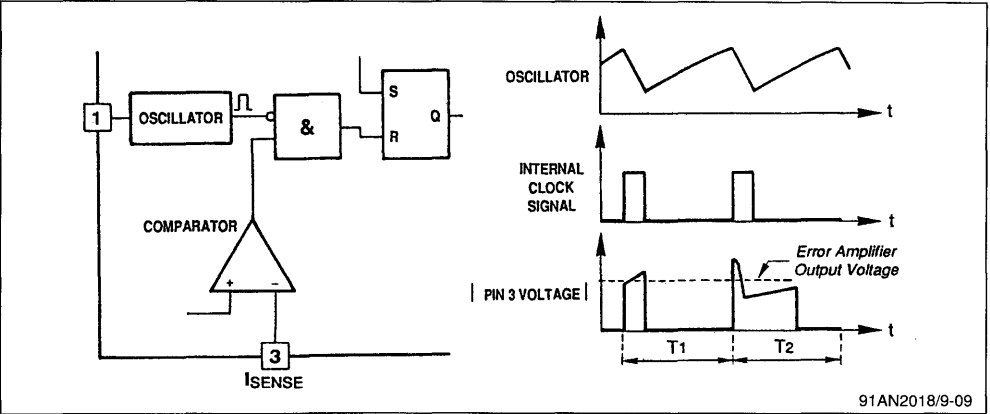 1
OSCILLATOR
&
S
R
Q
COMPARATOR
+
−
3
ISENSE
OSCILLATOR
t
INTERNAL
CLOCK
SIGNAL
t
Error Amplifier
Output Voltage
| PIN 3 VOLTAGE |
t
T1
T2
91AN2018/9-09